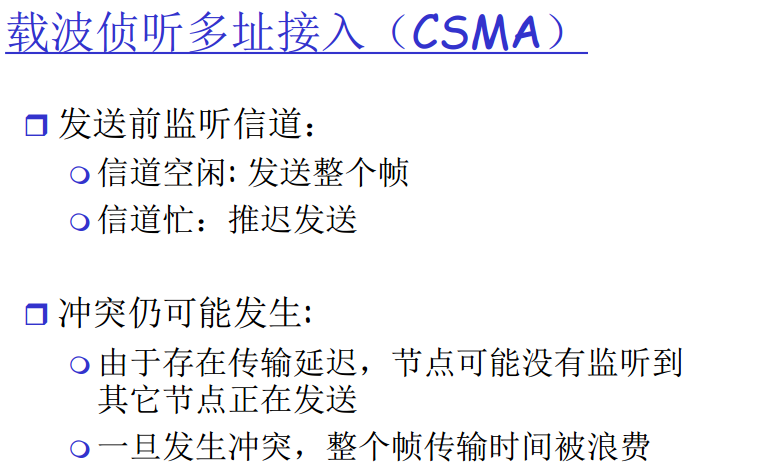 载波侦听多址接入（CSMA）
发送前监听信道：
信道空闲: 发送整个帧
信道忙：推迟发送
冲突仍可能发生:
由于存在传输延迟，节点可能没有监听到
其它节点正在发送
一旦发生冲突，整个帧传输时间被浪费